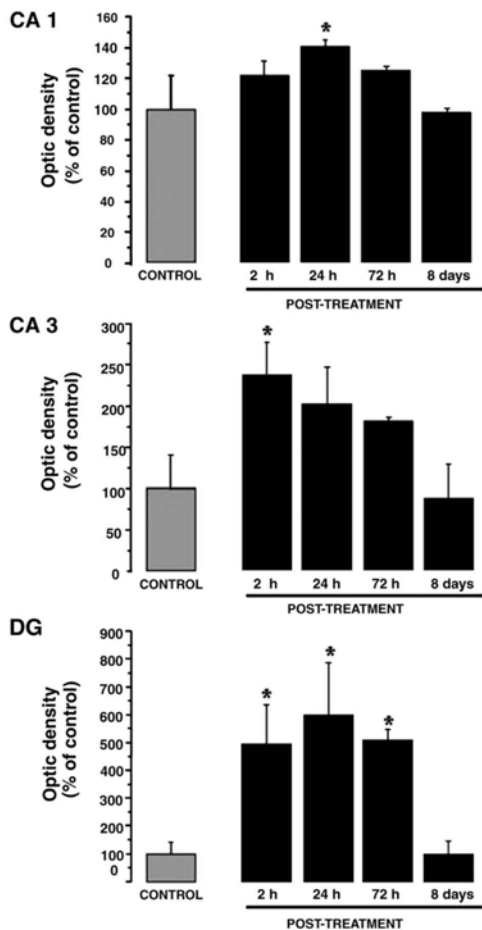 CA 1
Optic density
(% of control)
160
140
120
100
80
60
40
20
0
*
CONTROL
2 h 24 h 72 h 8 days
POST-TREATMENT
CA 3
Optic density
(% of control)
300
250
200
150
100
50
0
*
CONTROL
2 h 24 h 72 h 8 days
POST-TREATMENT
DG
Optic density
(% of control)
900
800
700
600
500
400
300
200
100
0
* * *
CONTROL
2 h 24 h 72 h 8 days
POST-TREATMENT